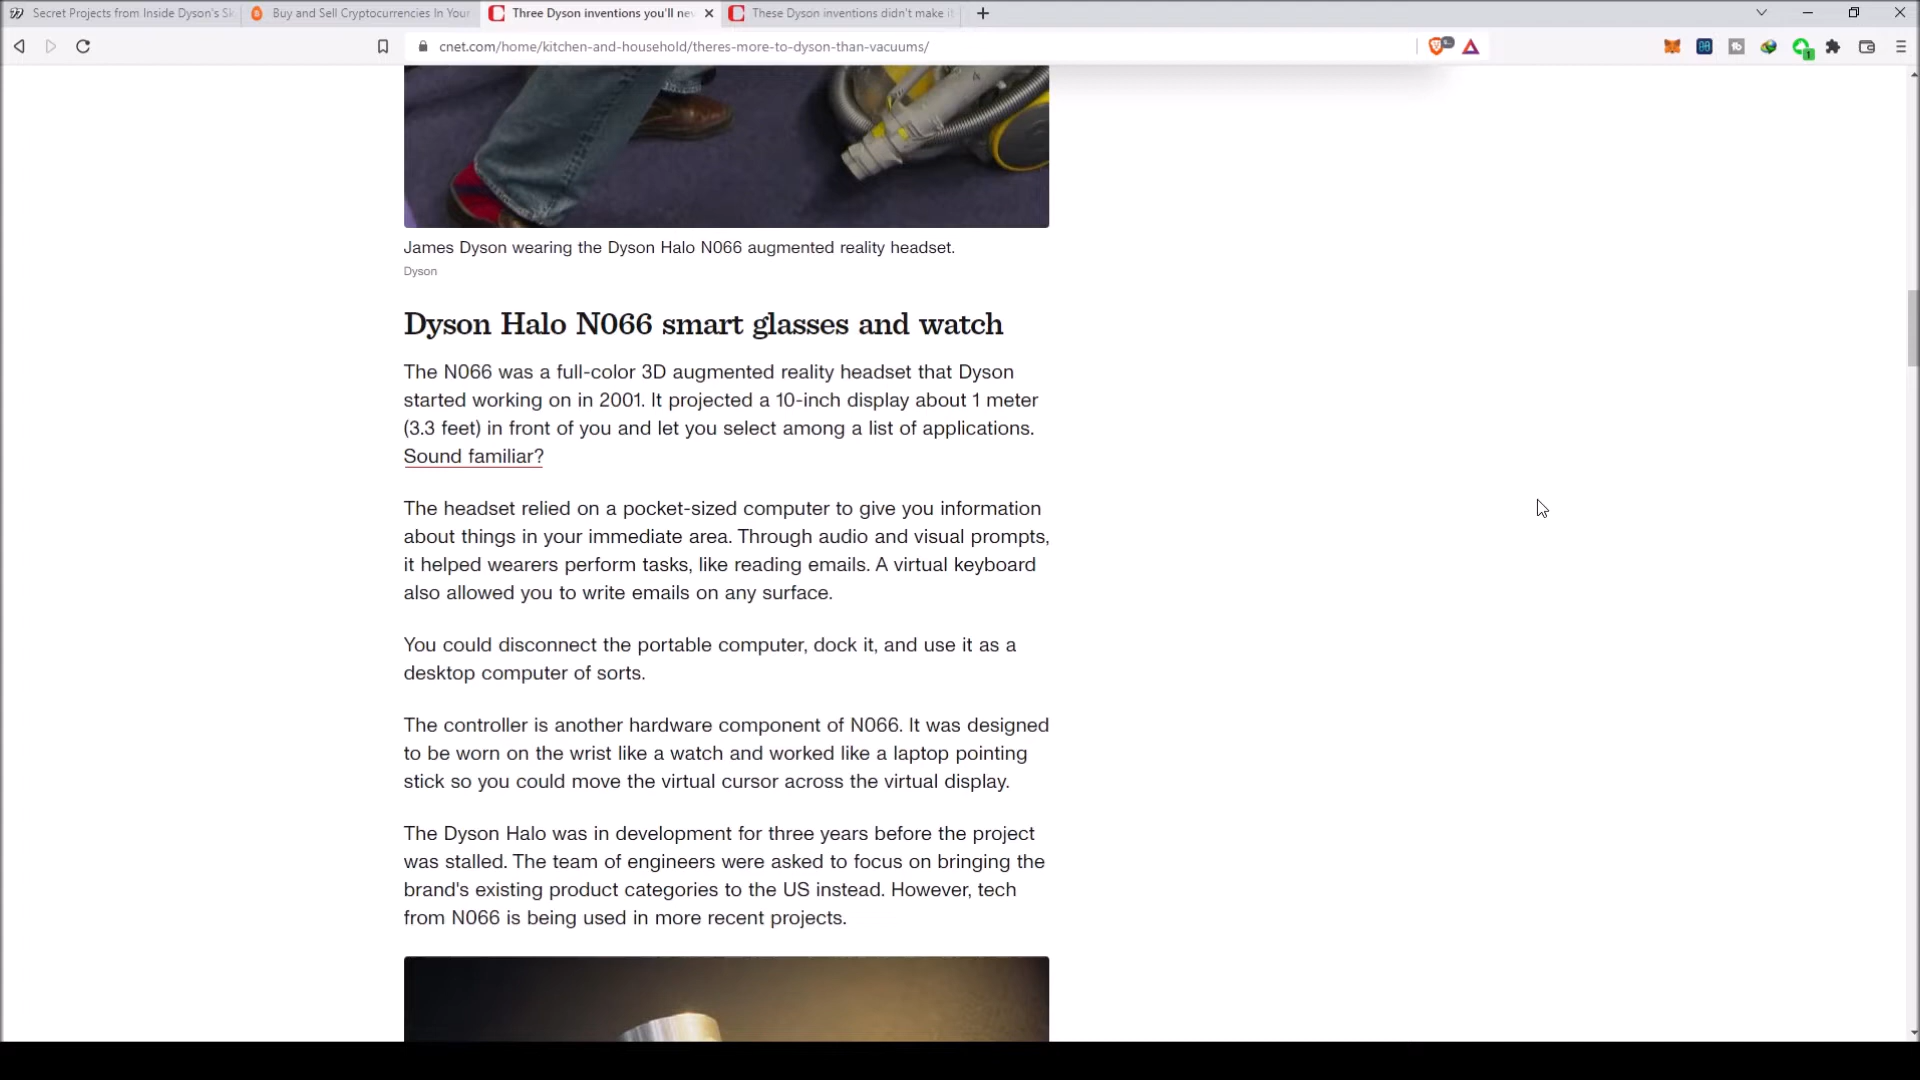 Secret Projects from Inside Dyson's Sk
Buy and Sell Cryptocurrencies In Your
Three Dyson inventions you'll nev
These Dyson inventions didn't make it
cnet.com/home/kitchen-and-household/theres-more-to-dyson-than-vacuums/
James Dyson wearing the Dyson Halo N066 augmented reality headset.
Dyson
Dyson Halo N066 smart glasses and watch
The N066 was a full-color 3D augmented reality headset that Dyson
started working on in 2001. It projected a 10-inch display about 1 meter
(3.3 feet) in front of you and let you select among a list of applications.
Sound familiar?
The headset relied on a pocket-sized computer to give you information
about things in your immediate area. Through audio and visual prompts,
it helped wearers perform tasks, like reading emails. A virtual keyboard
also allowed you to write emails on any surface.
You could disconnect the portable computer, dock it, and use it as a
desktop computer of sorts.
The controller is another hardware component of N066. It was designed
to be worn on the wrist like a watch and worked like a laptop pointing
stick so you could move the virtual cursor across the virtual display.
The Dyson Halo was in development for three years before the project
was stalled. The team of engineers were asked to focus on bringing the
brand's existing product categories to the US instead. However, tech
from N066 is being used in more recent projects.